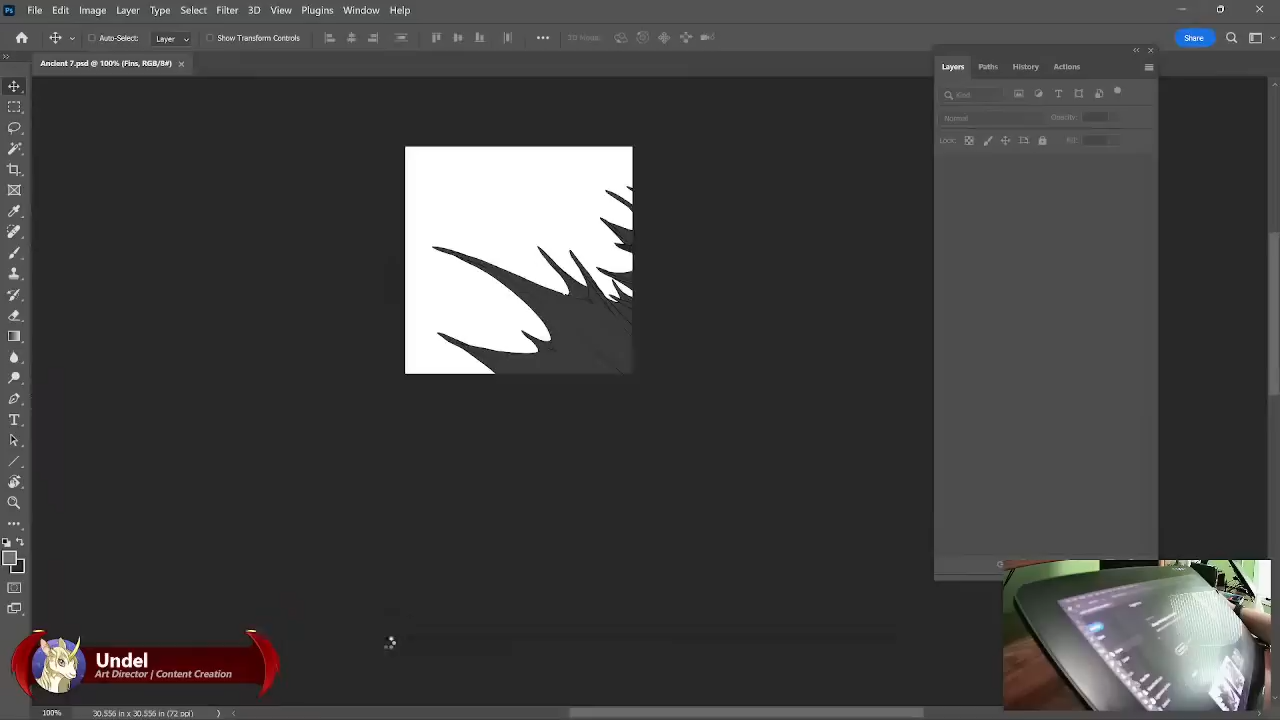 Ps File Edit Image Layer Type Select Filter 3D View Plugins Window Help
Auto-Select: Layer Show Transform Controls Share
Ancient 7.psd @ 100% (Fins, RGB/8#)
Layers Paths History Actions
Kind
Normal Opacity:
Lock:
Undel
Art Director | Content Creation
100% 30.556 in x 30.556 in (72 ppi)